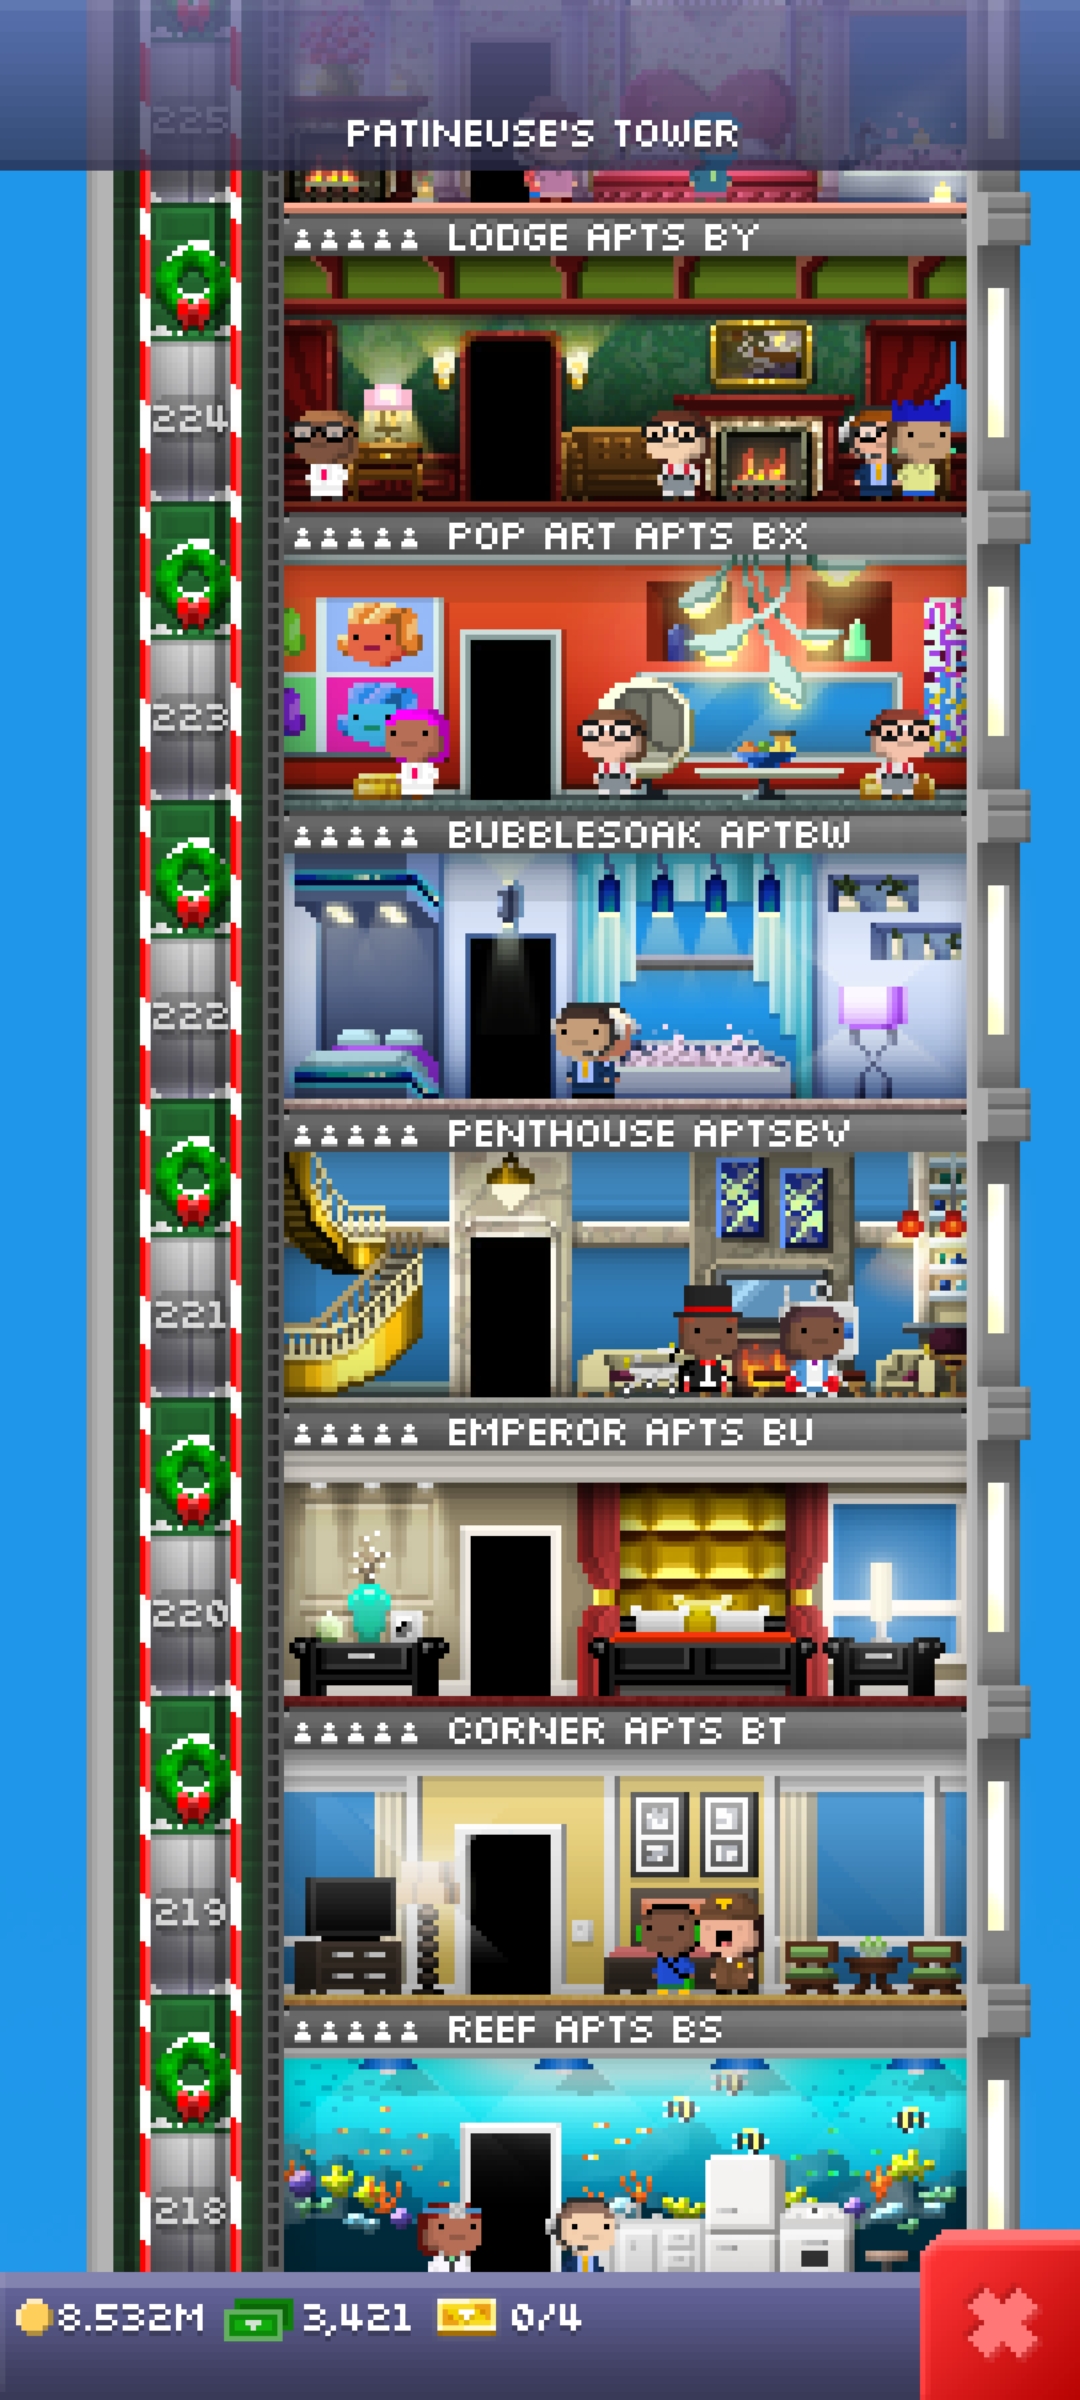 225
PATINEUSE'S TOWER
LODGE APTS BY
224
POP ART APTS BX
223
BUBBLESOAK APTBW
222
PENTHOUSE APTSBV
221
EMPEROR APTS BU
220
CORNER APTS BT
219
REEF APTS BS
218
8.532M 3,421 0/4